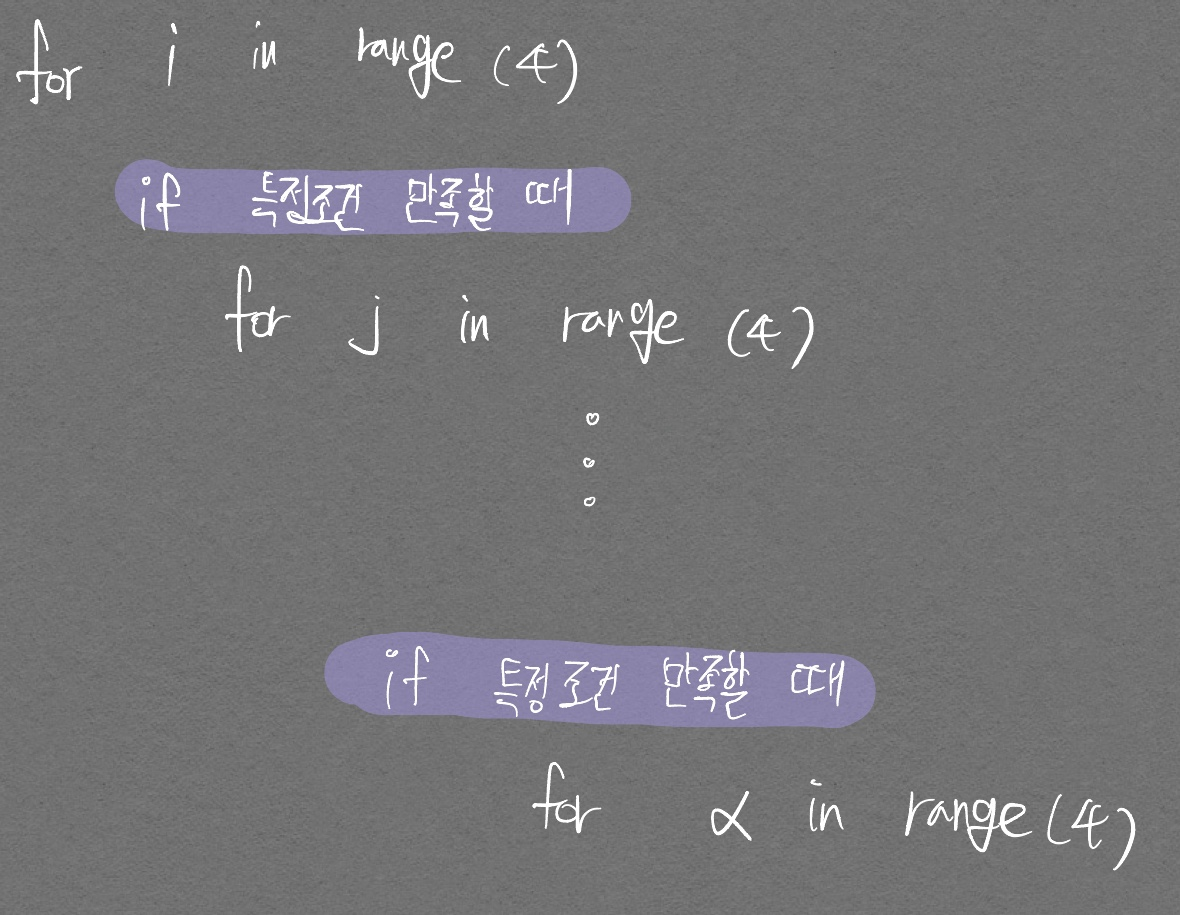 for i in range (4)
if 특정조건 만족할 때
for j in range (4)
if 특정조건 만족할 때
for α in range (4)